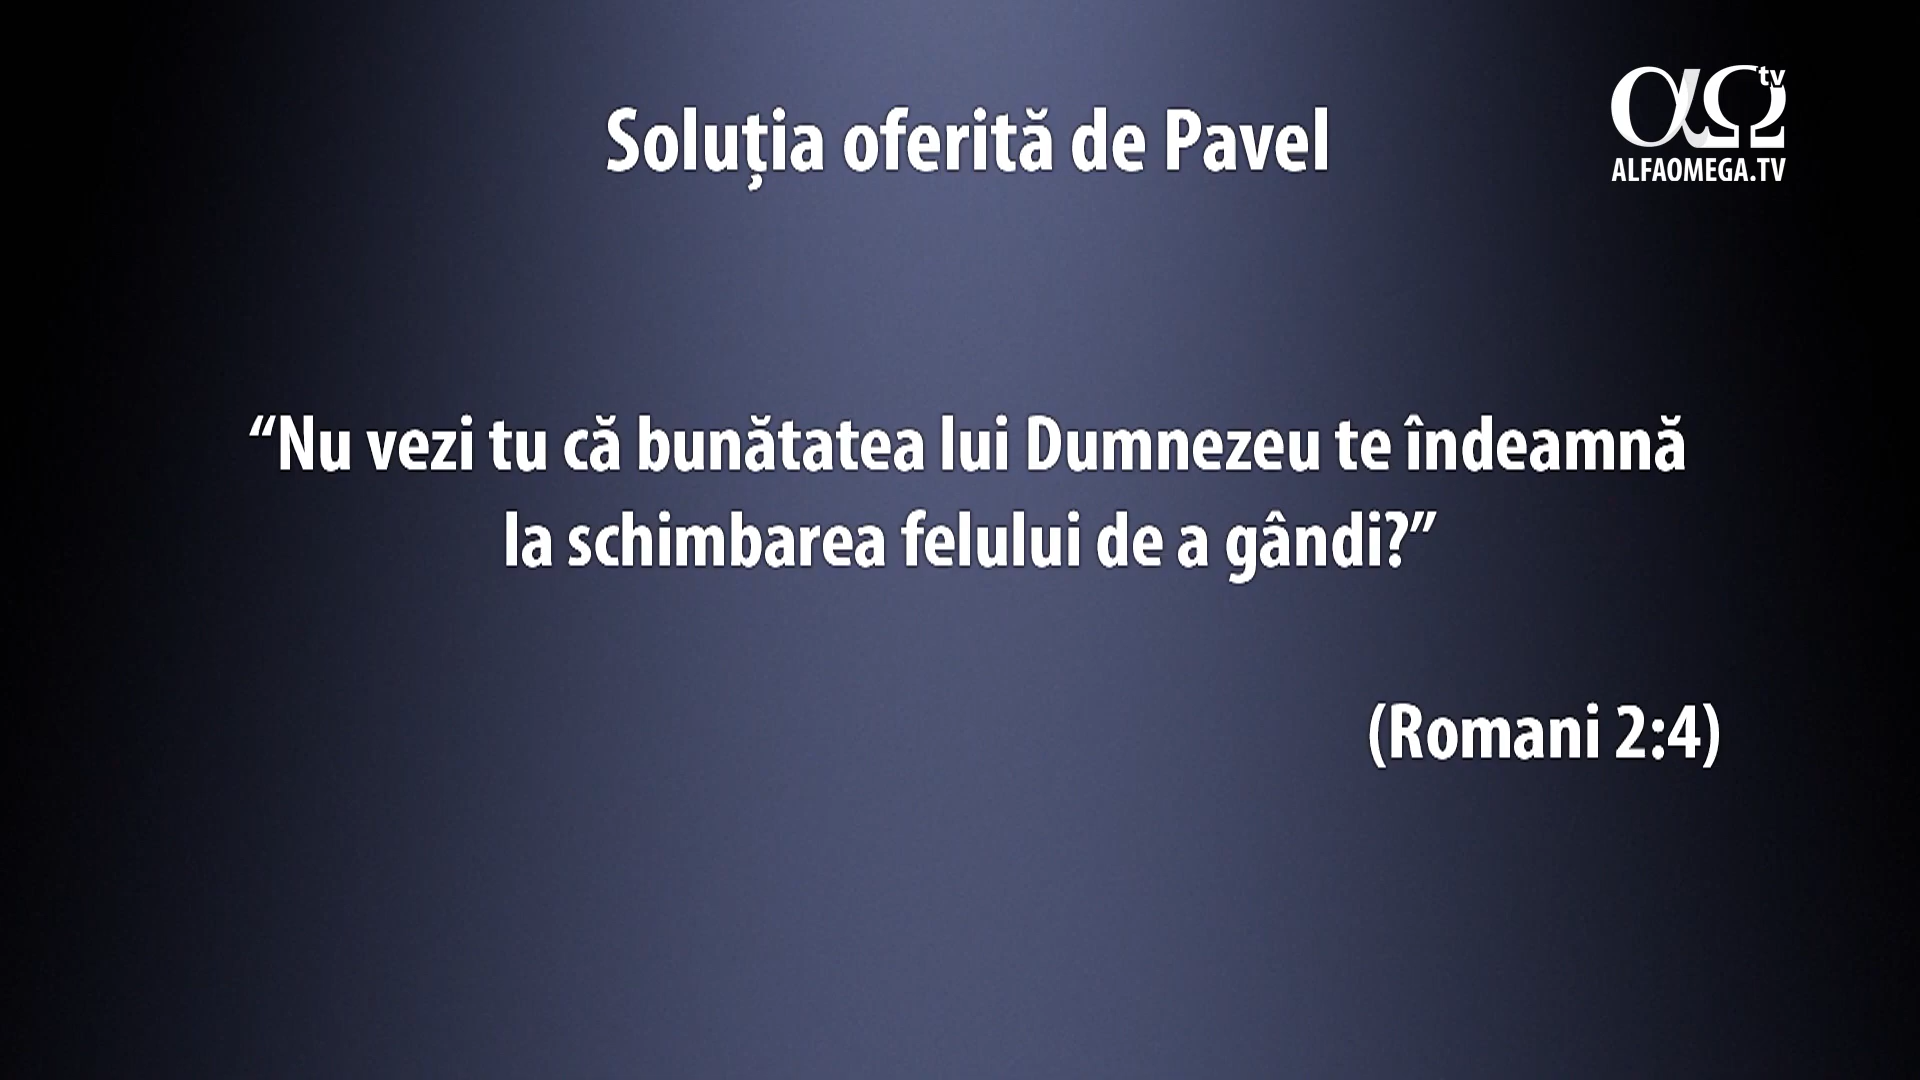 αΩ tv
ALFAOMEGA.TV
Soluția oferită de Pavel
“Nu vezi tu că bunătatea lui Dumnezeu te îndeamnă
la schimbarea felului de a gândi?”
(Romani 2:4)